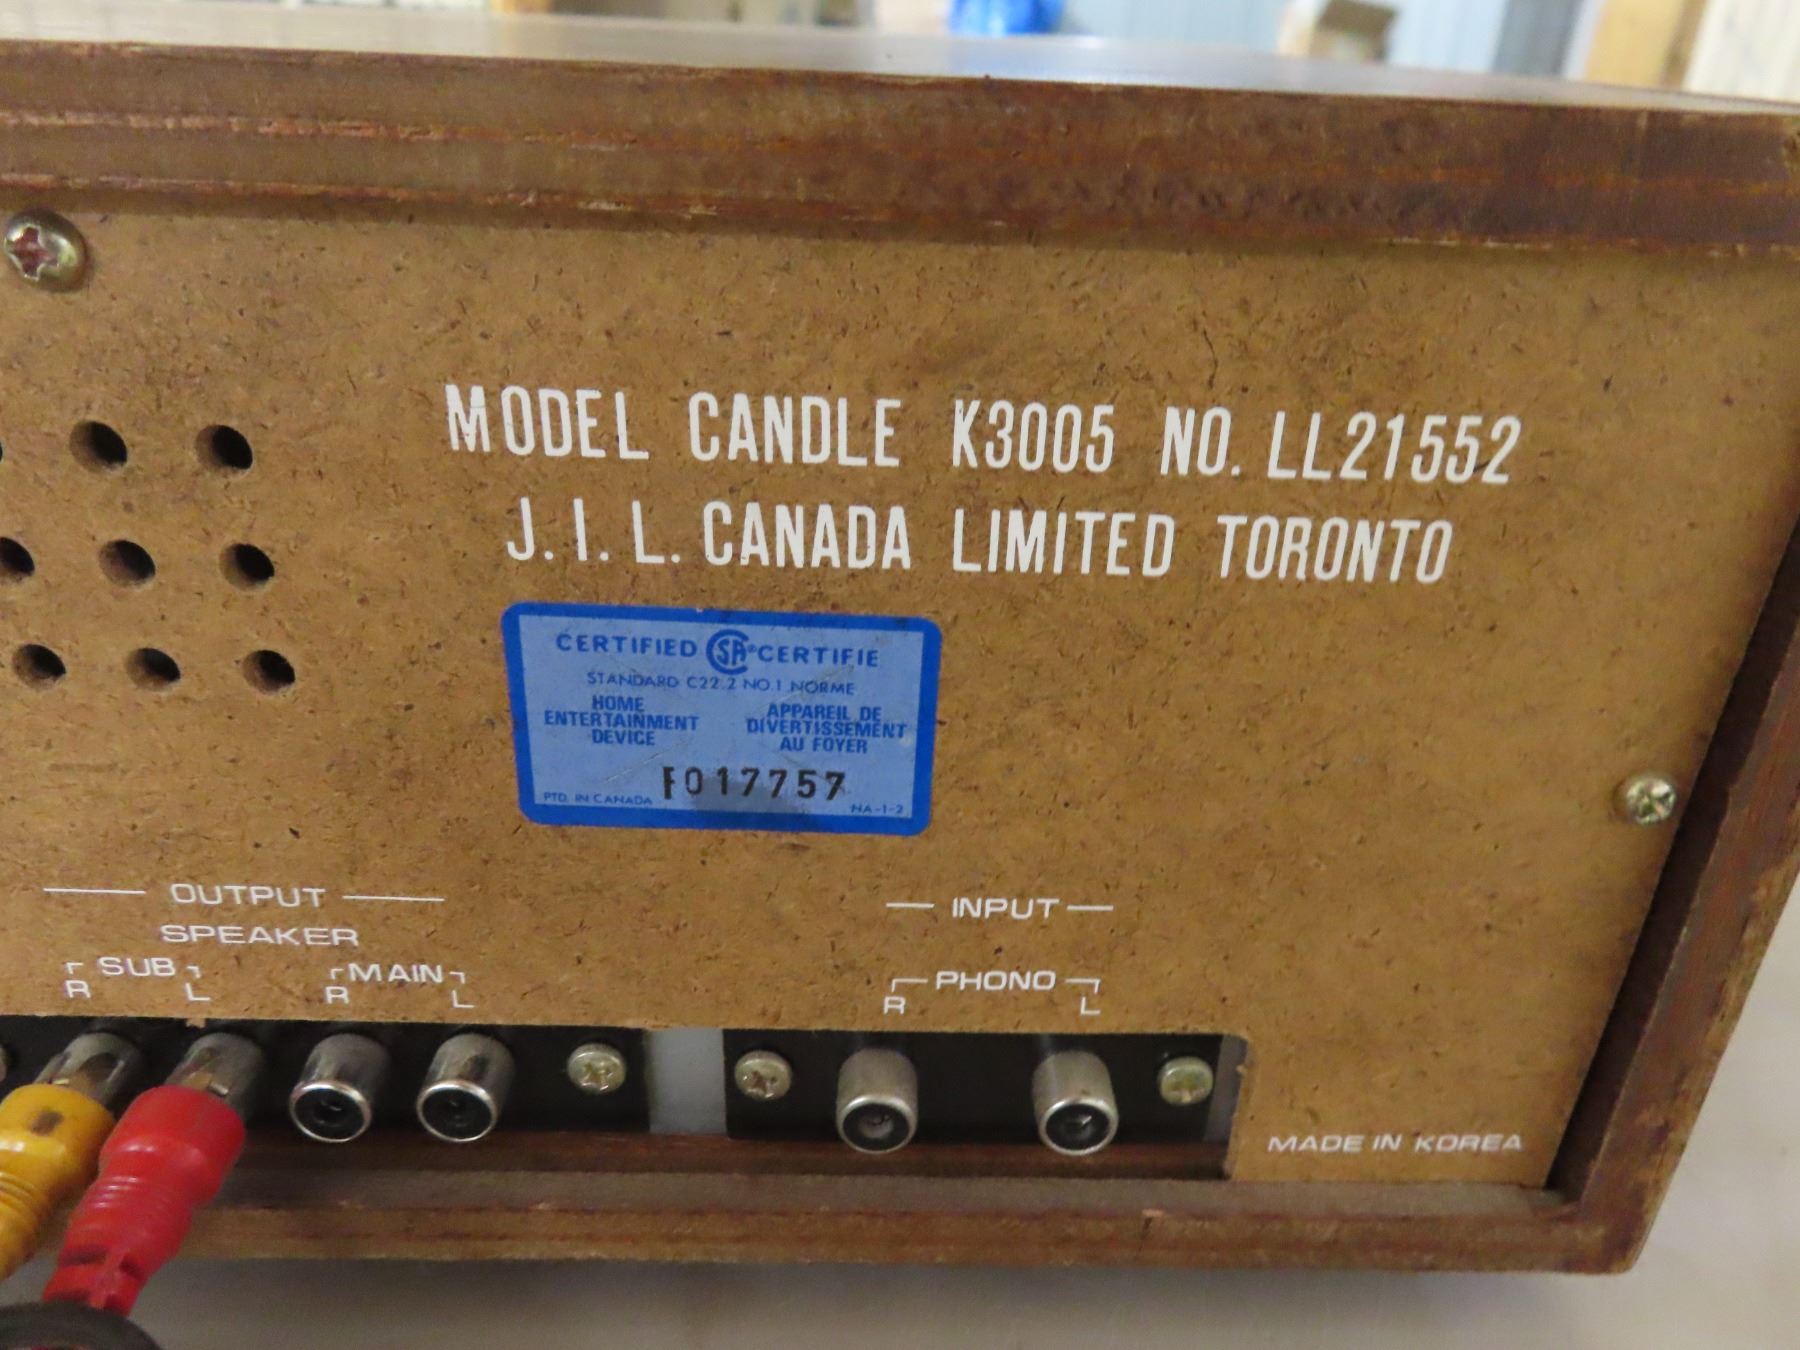 MODEL CANDLE K3005 NO. LL21552
J.I.L. CANADA LIMITED TORONTO
CERTIFIED SA® CERTIFIE
STANDARD C22.2 NO.1 NORME
HOME
ENTERTAINMENT
DEVICE
APPAREIL DE
DIVERTISSEMENT
AU FOYER
F017757
PTD. IN CANADA
NA-1-2
OUTPUT
SPEAKER
SUB
R L
MAIN
R L
INPUT
PHONO
R L
MADE IN KOREA